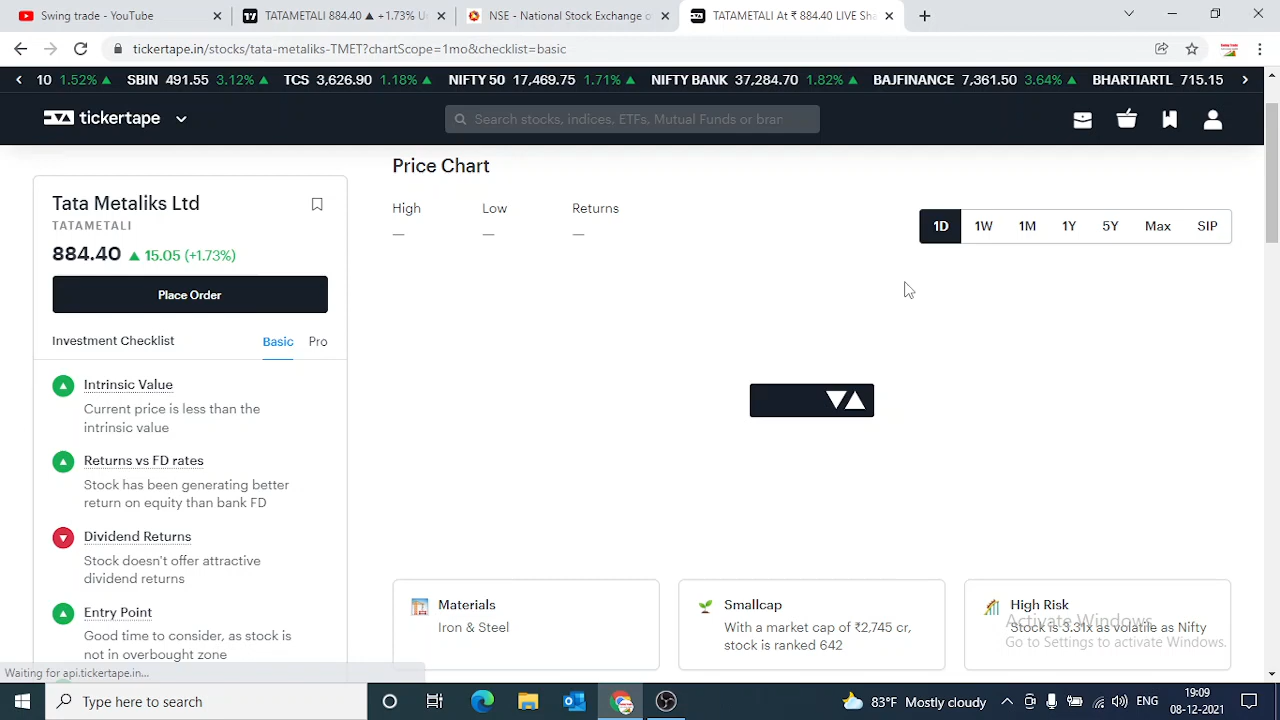 Swing trade - YouTube
TATAMETALI 884.40 ▲ +1.73% U
NSE - National Stock Exchange o
TATAMETALI At ₹ 884.40 LIVE Sha
tickertape.in/stocks/tata-metaliks-TMET?chartScope=1mo&checklist=basic
10 1.52% ▲ SBIN 491.55 3.12% ▲ TCS 3,626.90 1.18% ▲ NIFTY 50 17,469.75 1.71% ▲ NIFTY BANK 37,284.70 1.82% ▲ BAJFINANCE 7,361.50 3.64% ▲ BHARTIARTL 715.15
tickertape
Search stocks, indices, ETFs, Mutual Funds or bran
Tata Metaliks Ltd
TATAMETALI
884.40 ▲ 15.05 (+1.73%)
Place Order
Investment Checklist Basic Pro
Intrinsic Value
Current price is less than the
intrinsic value
Returns vs FD rates
Stock has been generating better
return on equity than bank FD
Dividend Returns
Stock doesn't offer attractive
dividend returns
Entry Point
Good time to consider, as stock is
not in overbought zone
Price Chart
High Low Returns
— — —
1D 1W 1M 1Y 5Y Max SIP
Materials
Iron & Steel
Smallcap
With a market cap of ₹2,745 cr,
stock is ranked 642
High Risk
Stock is 3.31x as volatile as Nifty
Activate Windows
Go to Settings to activate Windows.
Waiting for api.tickertape.in...
Type here to search
83°F Mostly cloudy
ENG
19:09
08-12-2021